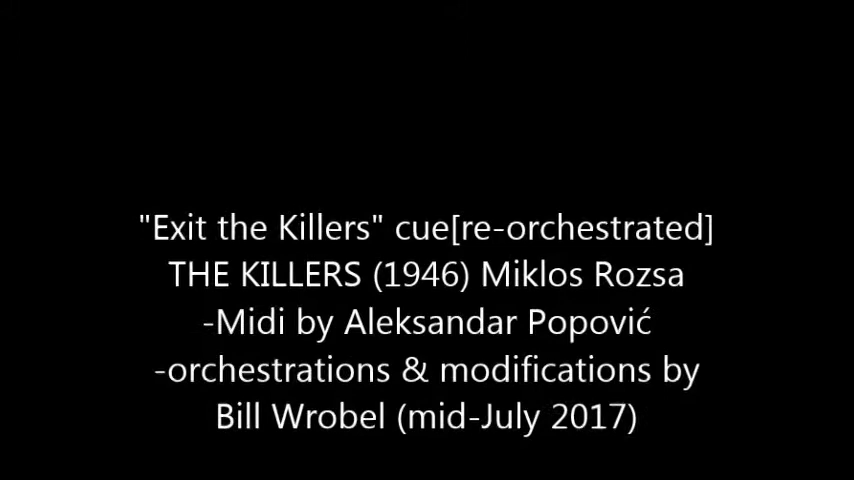 "Exit the Killers" cue[re-orchestrated]
THE KILLERS (1946) Miklos Rozsa
-Midi by Aleksandar Popović
-orchestrations & modifications by
Bill Wrobel (mid-July 2017)